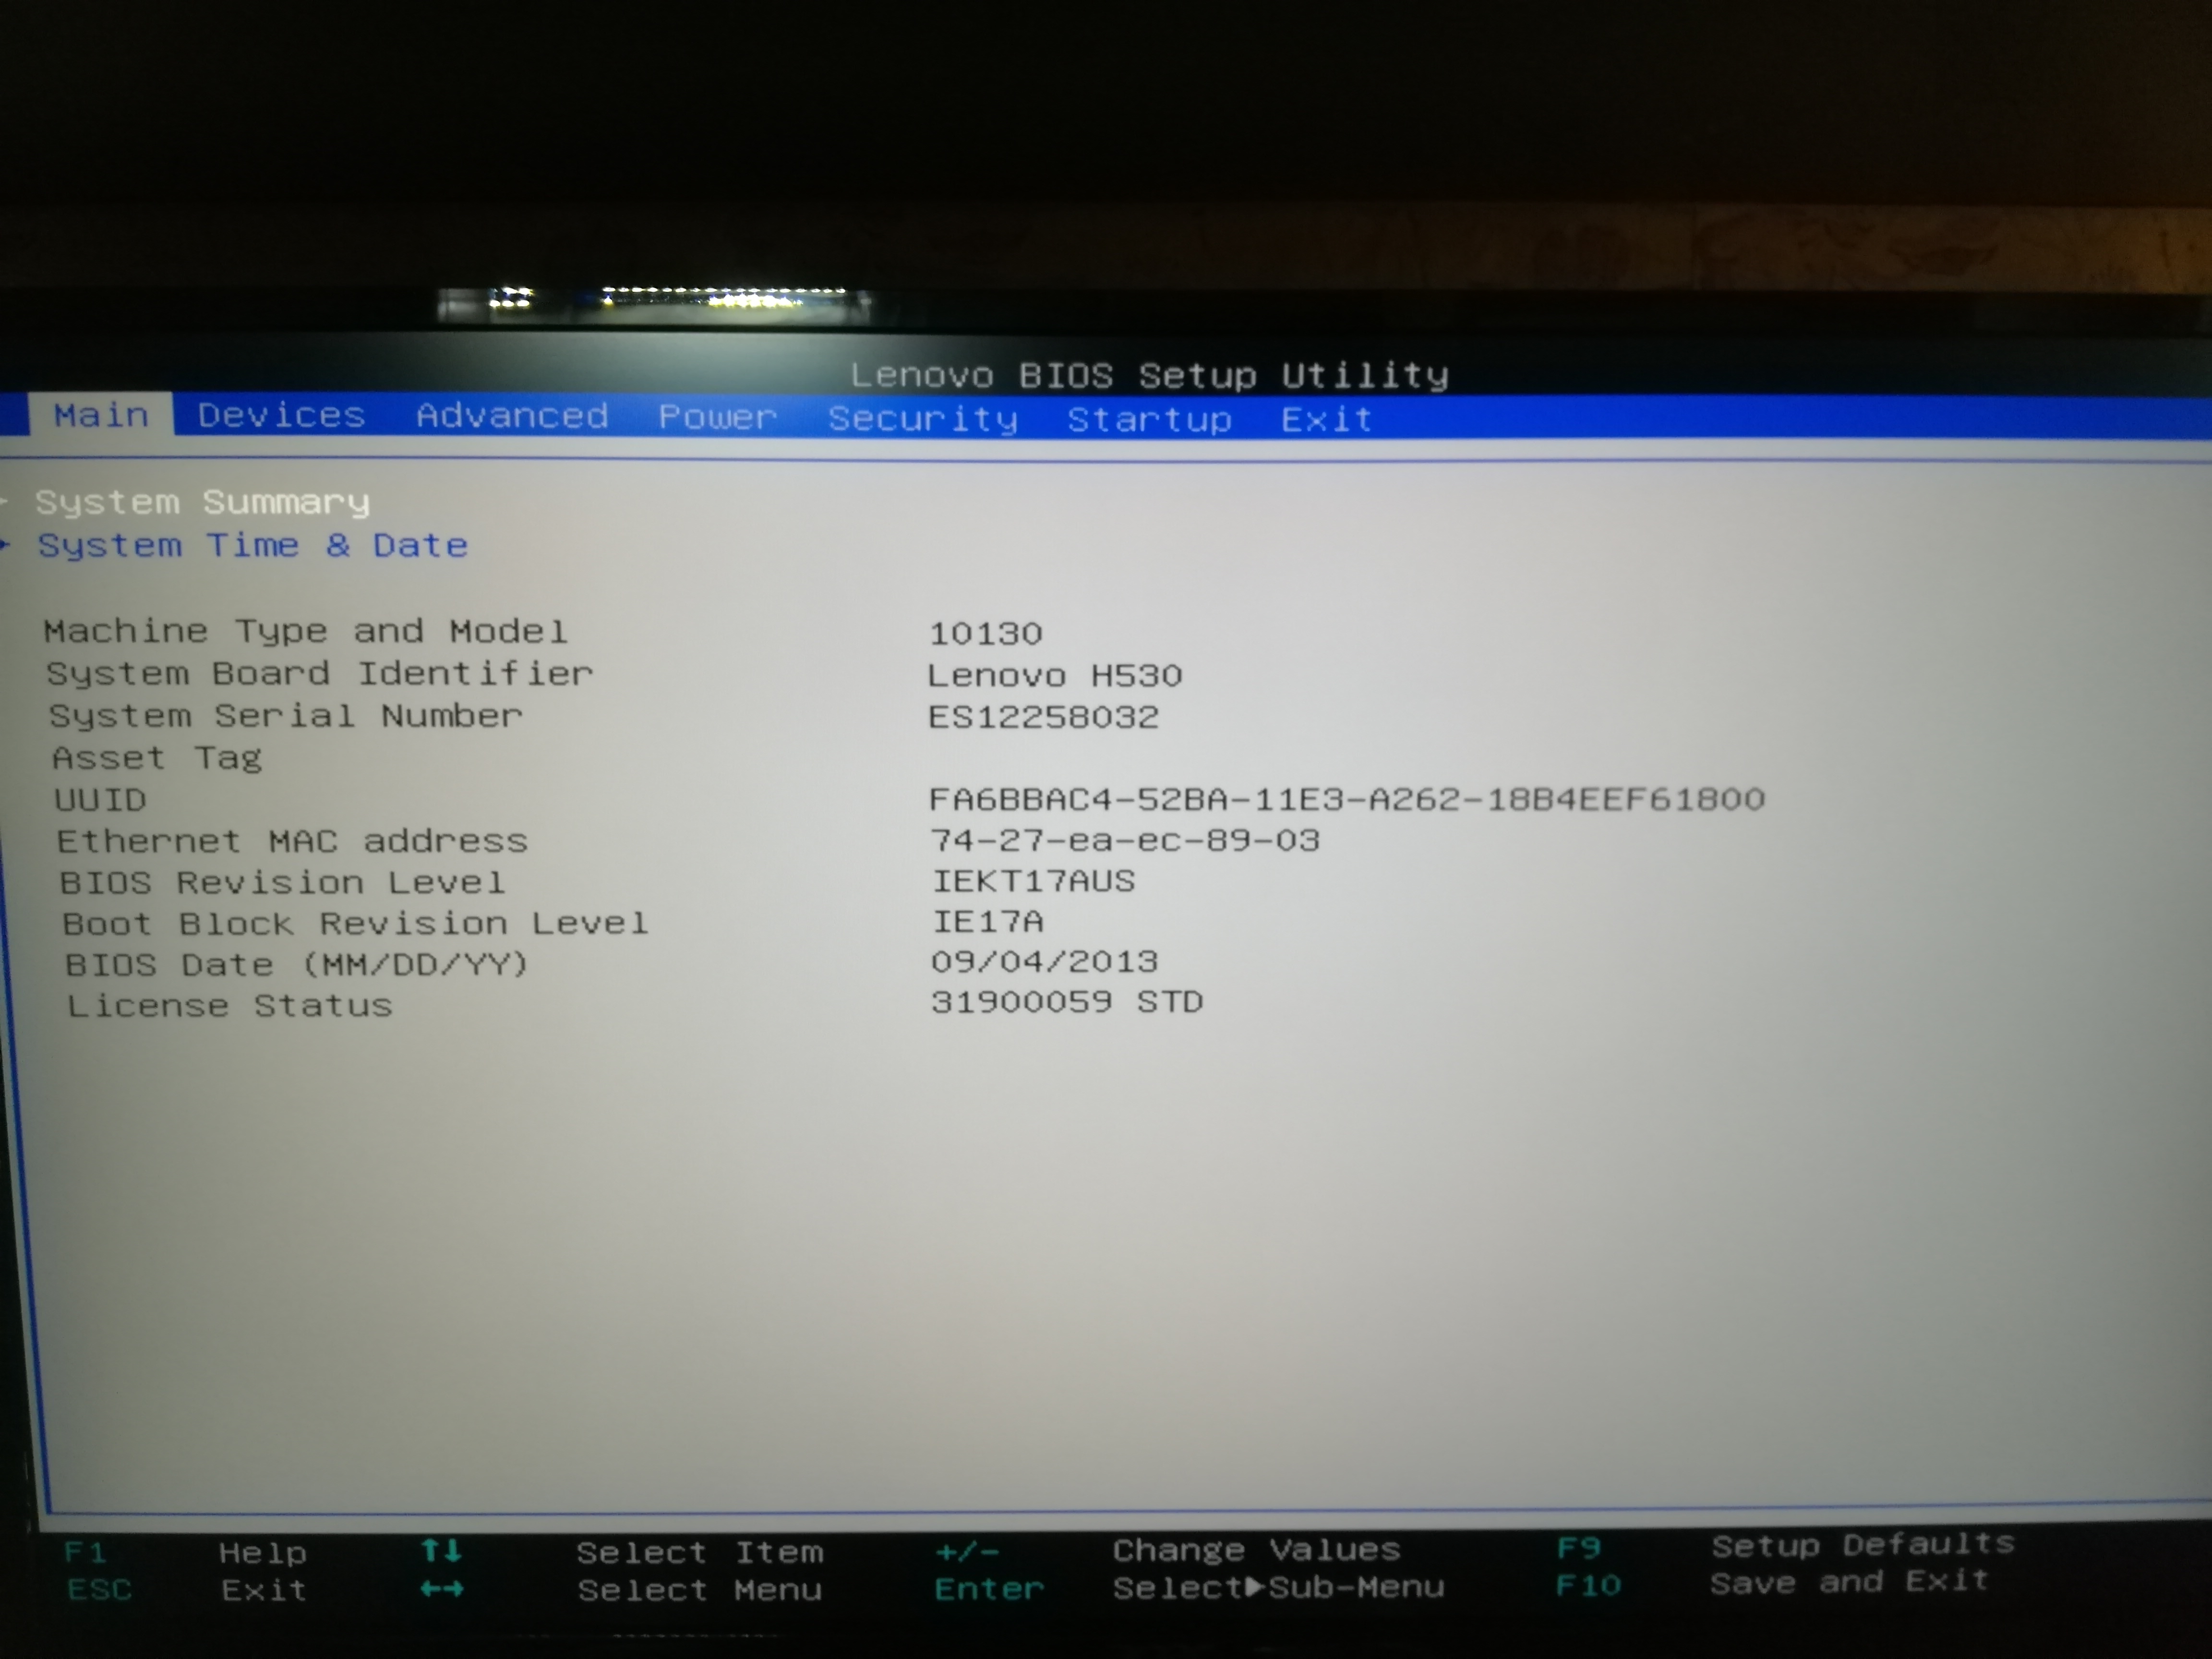 Lenovo BIOS Setup Utility
Main Devices Advanced Power Security Startup Exit
System Summary
System Time & Date
Machine Type and Model 10130
System Board Identifier Lenovo H530
System Serial Number ES12258032
Asset Tag
UUID FA6BBAC4-52BA-11E3-A262-18B4EEF61800
Ethernet MAC address 74-27-ea-ec-89-03
BIOS Revision Level IEKT17AUS
Boot Block Revision Level IE17A
BIOS Date (MM/DD/YY) 09/04/2013
License Status 31900059 STD
F1 Help ↑↓ Select Item +/- Change Values F9 Setup Defaults
ESC Exit ←→ Select Menu Enter Select▶Sub-Menu F10 Save and Exit